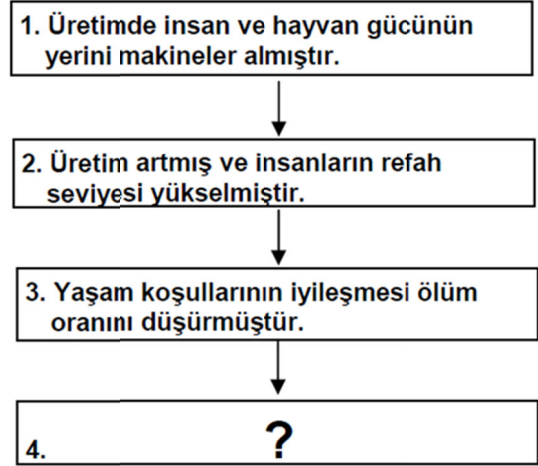 1. Üretimde insan ve hayvan gücünün
yerini makineler almıştır.
2. Üretim artmış ve insanların refah
seviyesi yükselmiştir.
3. Yaşam koşullarının iyileşmesi ölüm
oranını düşürmüştür.
4. ?